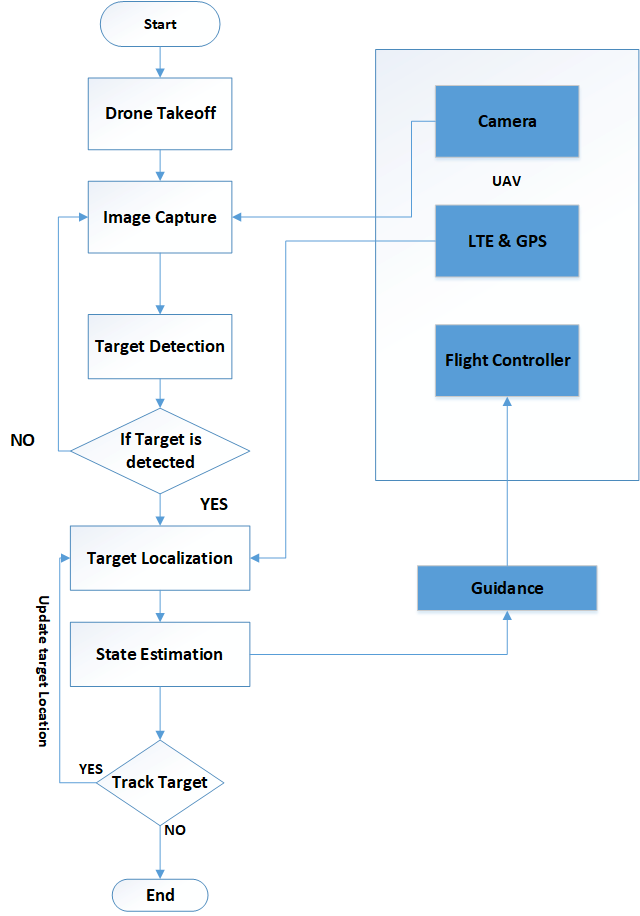 Start
Drone Takeoff
Image Capture
Target Detection
NO
If Target is
detected
YES
Target Localization
Update target Location
State Estimation
YES
Track Target
NO
End
Camera
UAV
LTE & GPS
Flight Controller
Guidance